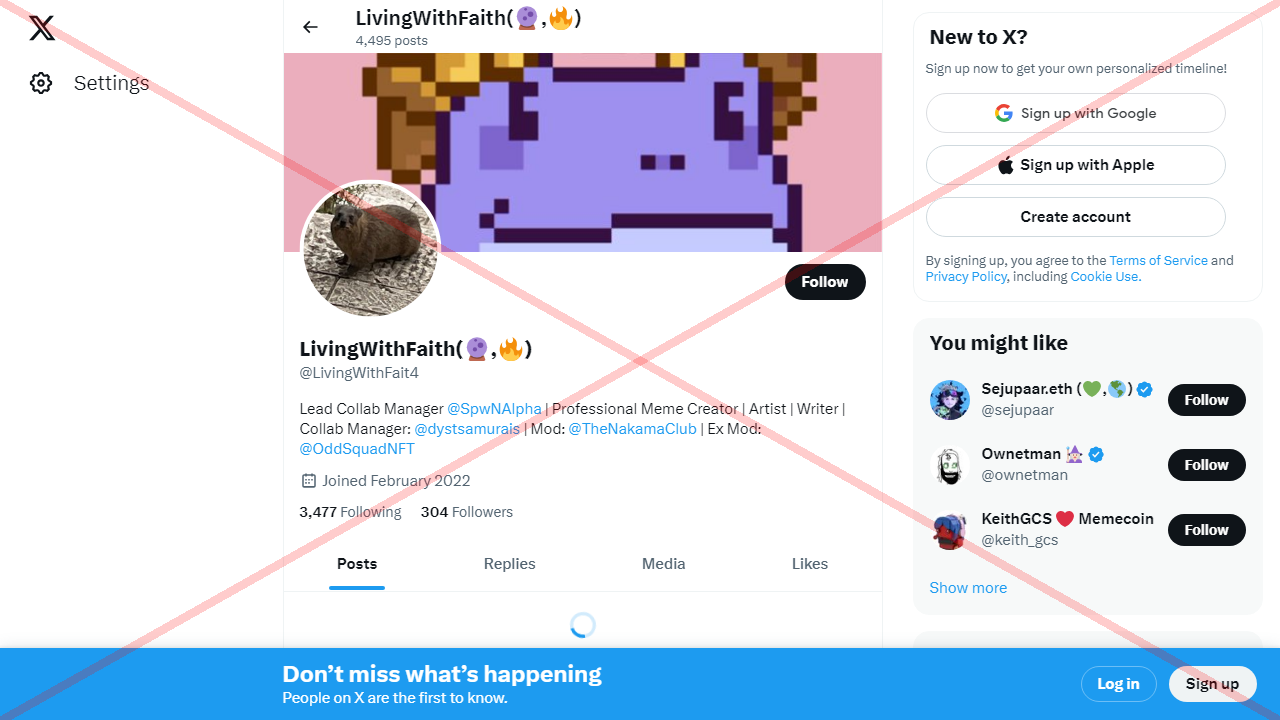 LivingWithFaith(🔮,🔥)
4,495 posts
Settings
LivingWithFaith(🔮,🔥)
@LivingWithFait4
Follow
Lead Collab Manager @SpwNAlpha | Professional Meme Creator | Artist | Writer |
Collab Manager: @dystsamurais | Mod: @TheNakamaClub | Ex Mod:
@OddSquadNFT
Joined February 2022
3,477 Following 304 Followers
Posts Replies Media Likes
New to X?
Sign up now to get your own personalized timeline!
Sign up with Google
Sign up with Apple
Create account
By signing up, you agree to the Terms of Service and
Privacy Policy, including Cookie Use.
You might like
Sejupaar.eth (💚,🌎)
@sejupaar
Follow
Ownetman 🧙🏻‍♂️
@ownetman
Follow
KeithGCS ❤️ Memecoin
@keith_gcs
Follow
Show more
Don’t miss what’s happening
People on X are the first to know.
Log in
Sign up